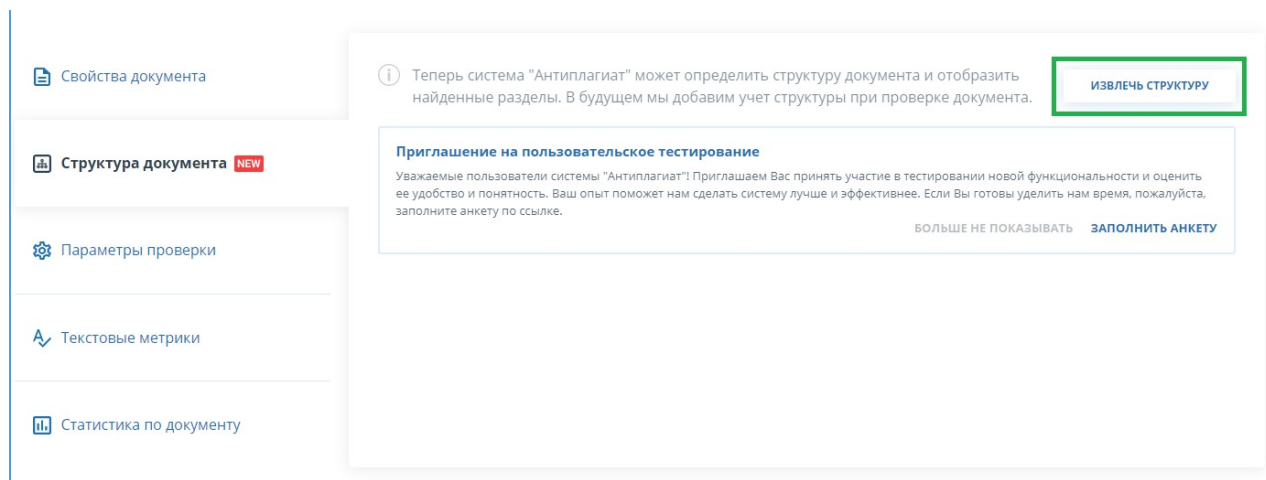 Свойства документа
Структура документа NEW
Параметры проверки
Текстовые метрики
Статистика по документу
Теперь система "Антиплагиат" может определить структуру документа и отобразить
найденные разделы. В будущем мы добавим учет структуры при проверке документа.
ИЗВЛЕЧЬ СТРУКТУРУ
Приглашение на пользовательское тестирование
Уважаемые пользователи системы "Антиплагиат"! Приглашаем Вас принять участие в тестировании новой функциональности и оценить
ее удобство и понятность. Ваш опыт поможет нам сделать систему лучше и эффективнее. Если Вы готовы уделить нам время, пожалуйста,
заполните анкету по ссылке.
БОЛЬШЕ НЕ ПОКАЗЫВАТЬ ЗАПОЛНИТЬ АНКЕТУ